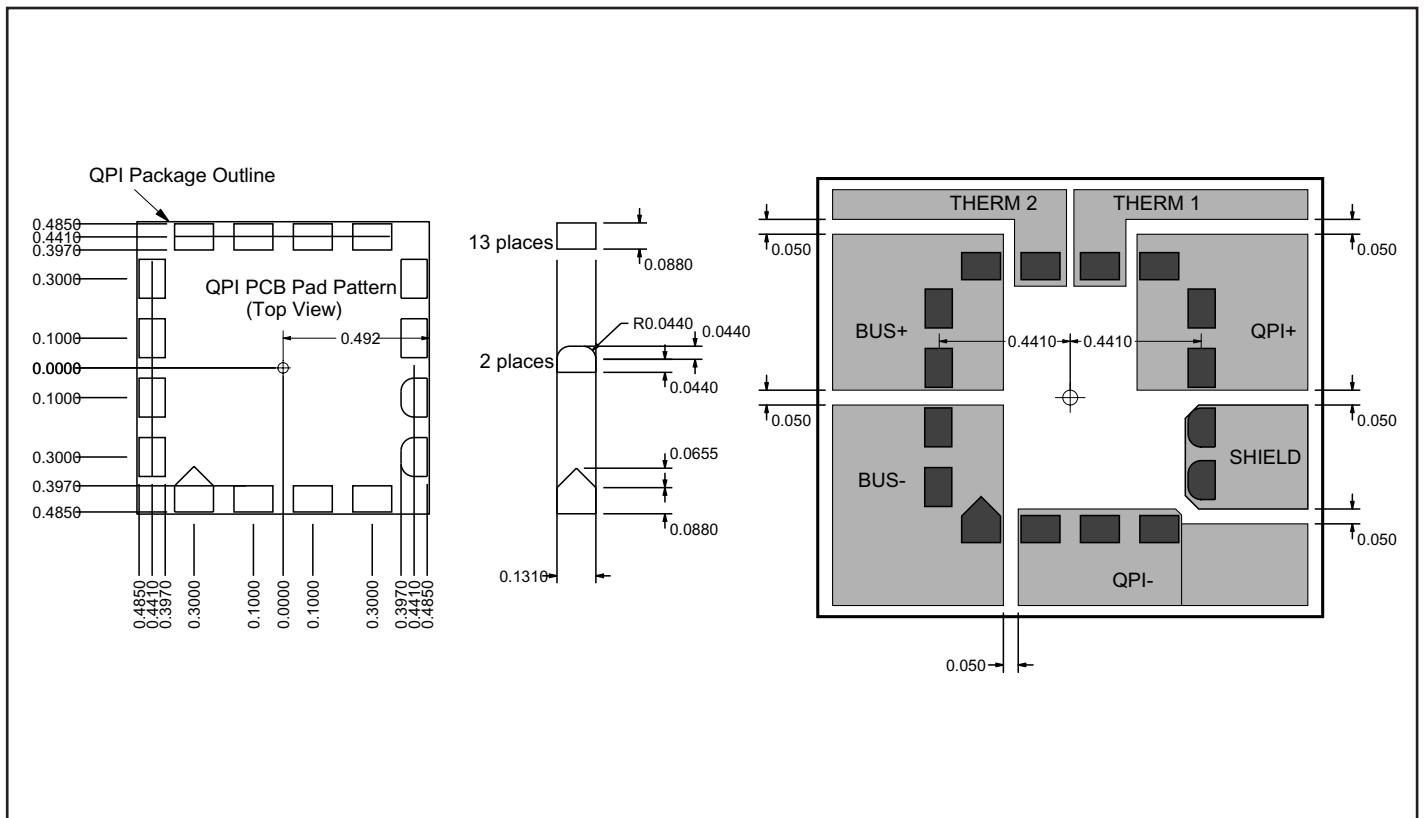 QPI Package Outline
0.4850
0.4410
0.3970
0.3000
0.1000
0.0000
0.1000
0.3000
0.3970
0.4850
QPI PCB Pad Pattern
(Top View)
0.492
0.4850
0.4410
0.3970
0.3000
0.1000
0.0000
0.1000
0.3000
0.3970
0.4410
0.4850
13 places
0.0880
R0.0440
0.0440
2 places
0.0440
0.0655
0.0880
0.1310
THERM 2
THERM 1
0.050
0.050
BUS+
QPI+
0.4410
0.4410
0.050
0.050
BUS-
SHIELD
0.050
QPI-
0.050